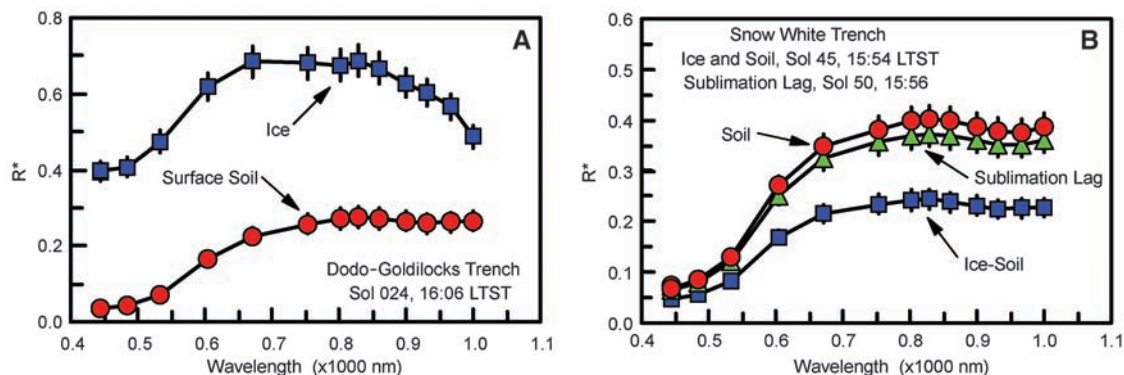 A
0.8
0.6
0.4
0.2
0.0
R*
Ice
Surface Soil
Dodo-Goldilocks Trench
Sol 024, 16:06 LTST
0.4 0.5 0.6 0.7 0.8 0.9 1.0 1.1
Wavelength (x1000 nm)
B
0.6
0.5
0.4
0.3
0.2
0.1
0.0
R*
Snow White Trench
Ice and Soil, Sol 45, 15:54 LTST
Sublimation Lag, Sol 50, 15:56
Soil
Sublimation Lag
Ice-Soil
0.4 0.5 0.6 0.7 0.8 0.9 1.0 1.1
Wavelength (x1000 nm)